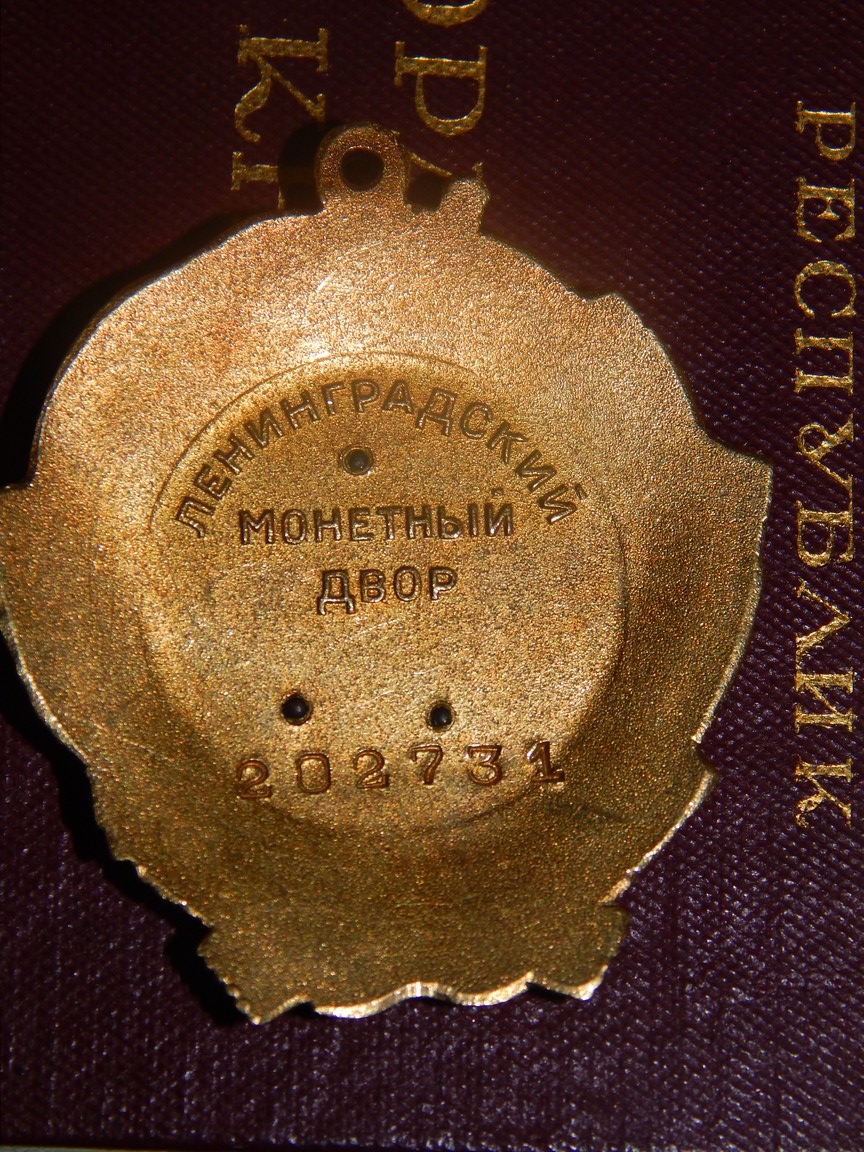 ЛЕНИНГРАДСКИЙ
МОНЕТНЫЙ
ДВОР
202731
РЕСПУБЛИК